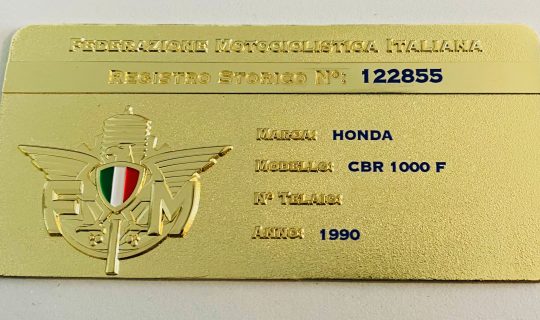 FEDERAZIONE MOTOCICLISTICA ITALIANA
REGISTRO STORICO N°: 122855
MARCA: HONDA
MODELLO: CBR 1000 F
N° TELAIO:
ANNO: 1990
F M